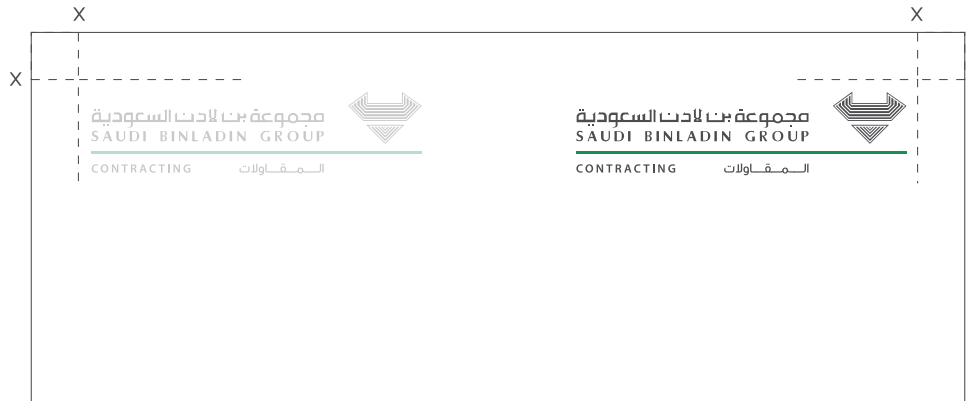 X
X
X
مجموعة بن لادن السعودية
SAUDI BINLADIN GROUP
CONTRACTING المقاولات
مجموعة بن لادن السعودية
SAUDI BINLADIN GROUP
CONTRACTING المقاولات